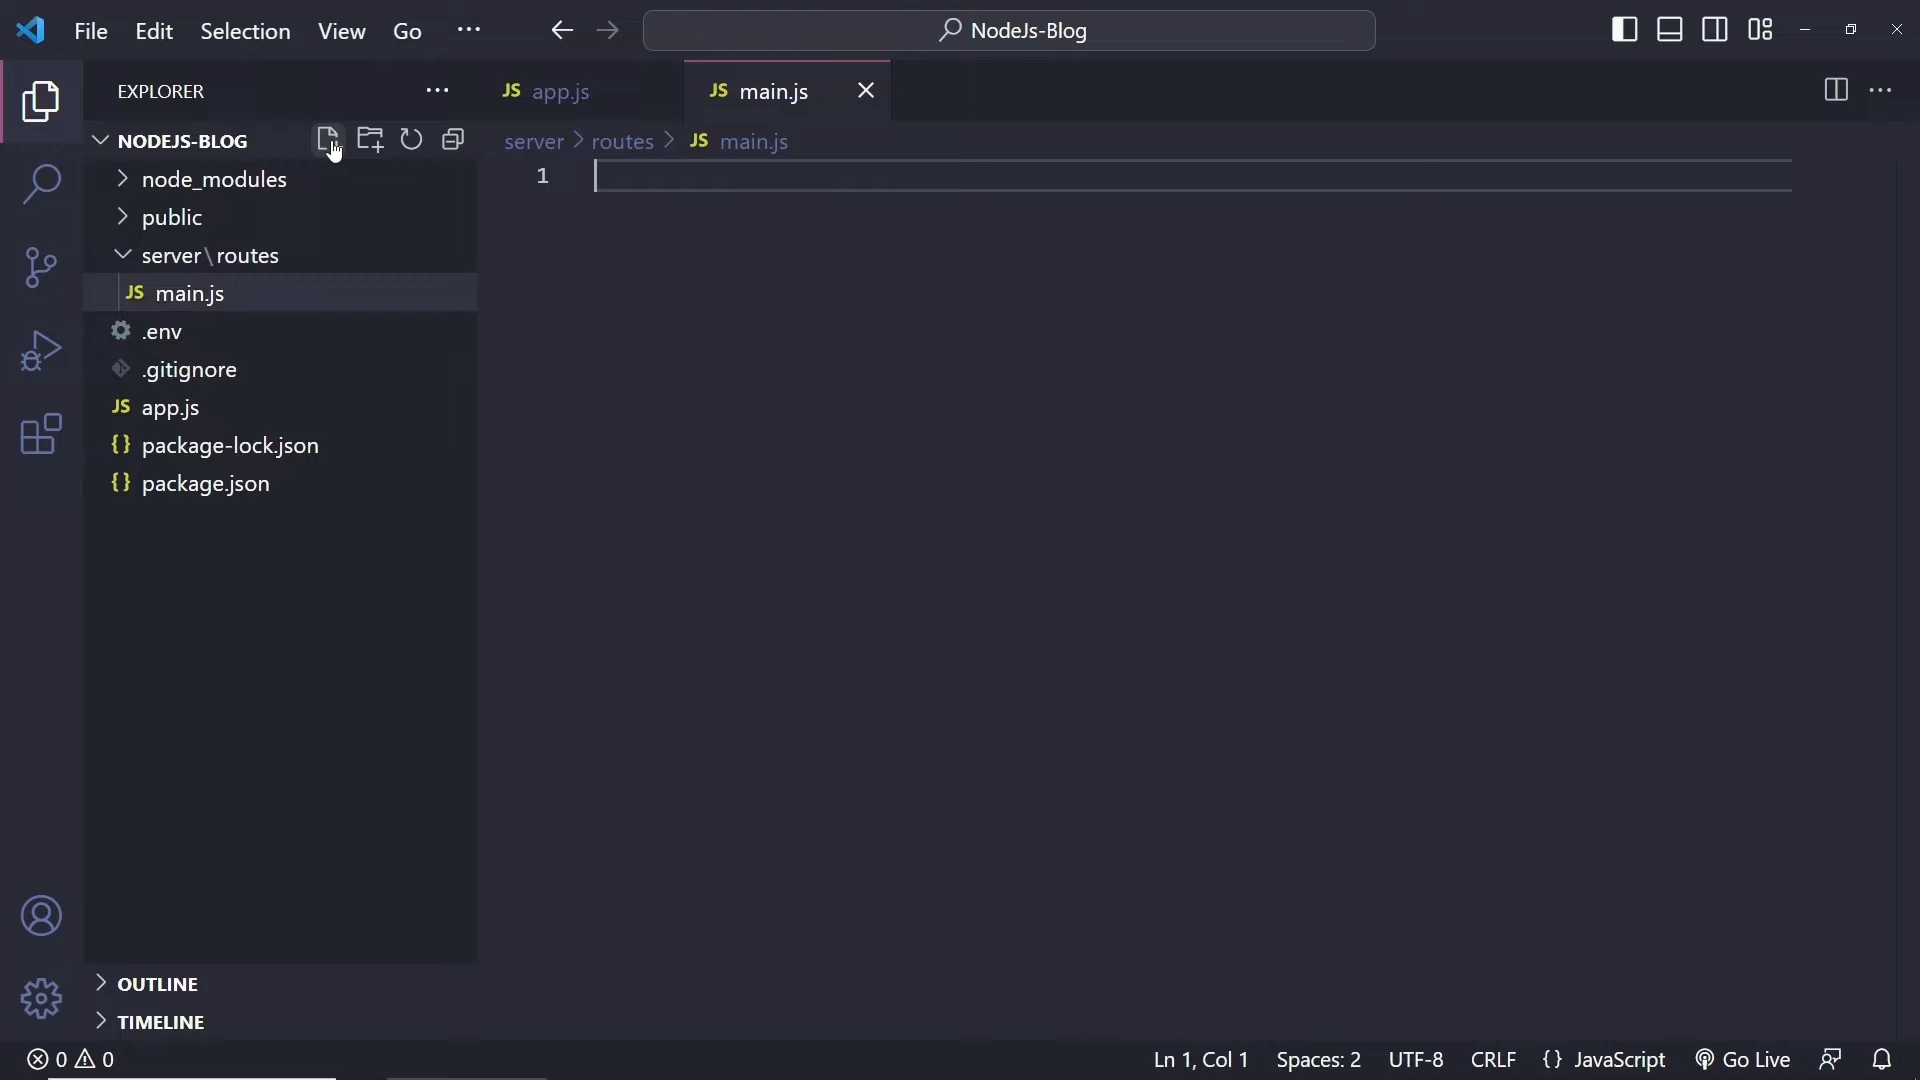 File Edit Selection View Go ··· NodeJs-Blog
EXPLORER ···
JS app.js JS main.js
NODEJS-BLOG
server > routes > JS main.js
1
node_modules
public
server\routes
JS main.js
.env
.gitignore
JS app.js
{} package-lock.json
{} package.json
OUTLINE
TIMELINE
0 0 Ln 1, Col 1 Spaces: 2 UTF-8 CRLF {} JavaScript Go Live